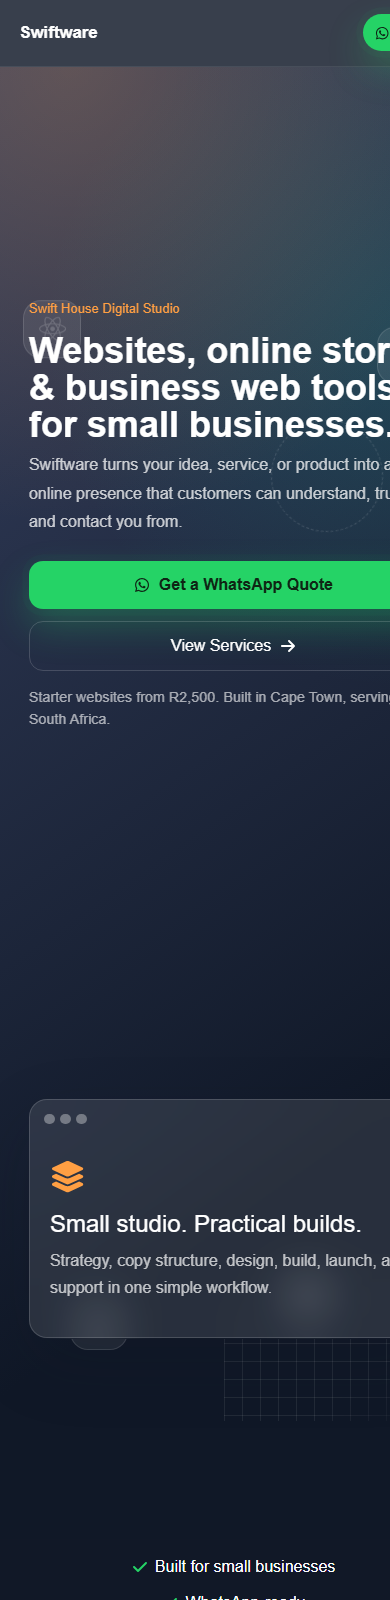 Swiftware
Swift House Digital Studio
Websites, online stor
& business web tools
for small businesses.
Swiftware turns your idea, service, or product into a
online presence that customers can understand, tru
and contact you from.
Get a WhatsApp Quote
View Services
Starter websites from R2,500. Built in Cape Town, serving
South Africa.
Small studio. Practical builds.
Strategy, copy structure, design, build, launch, a
support in one simple workflow.
Built for small businesses
WhatsApp-ready